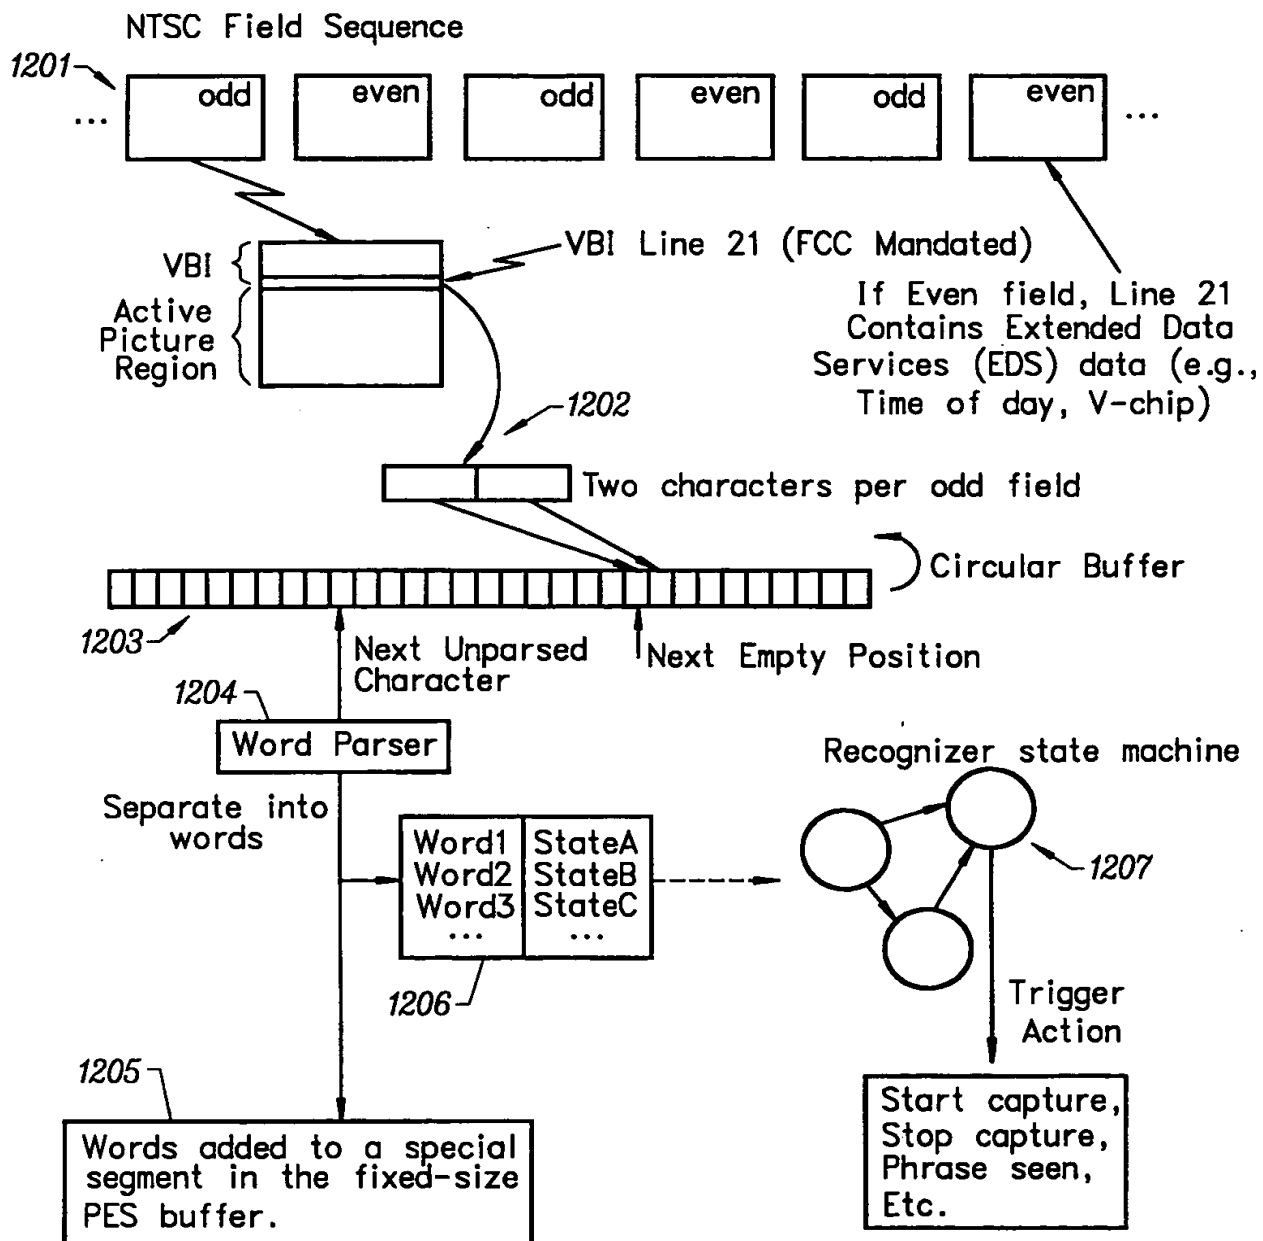 NTSC Field Sequence
1201
... odd even odd even odd even ...
VBI
VBI Line 21 (FCC Mandated)
Active
Picture
Region
If Even field, Line 21
Contains Extended Data
Services (EDS) data (e.g.,
Time of day, V-chip)
1202
Two characters per odd field
Circular Buffer
1203
Next Unparsed
Character
Next Empty Position
1204
Word Parser
Separate into
words
Word1 StateA
Word2 StateB
Word3 StateC
... ...
1206
Recognizer state machine
1207
Trigger
Action
1205
Words added to a special
segment in the fixed-size
PES buffer.
Start capture,
Stop capture,
Phrase seen,
Etc.